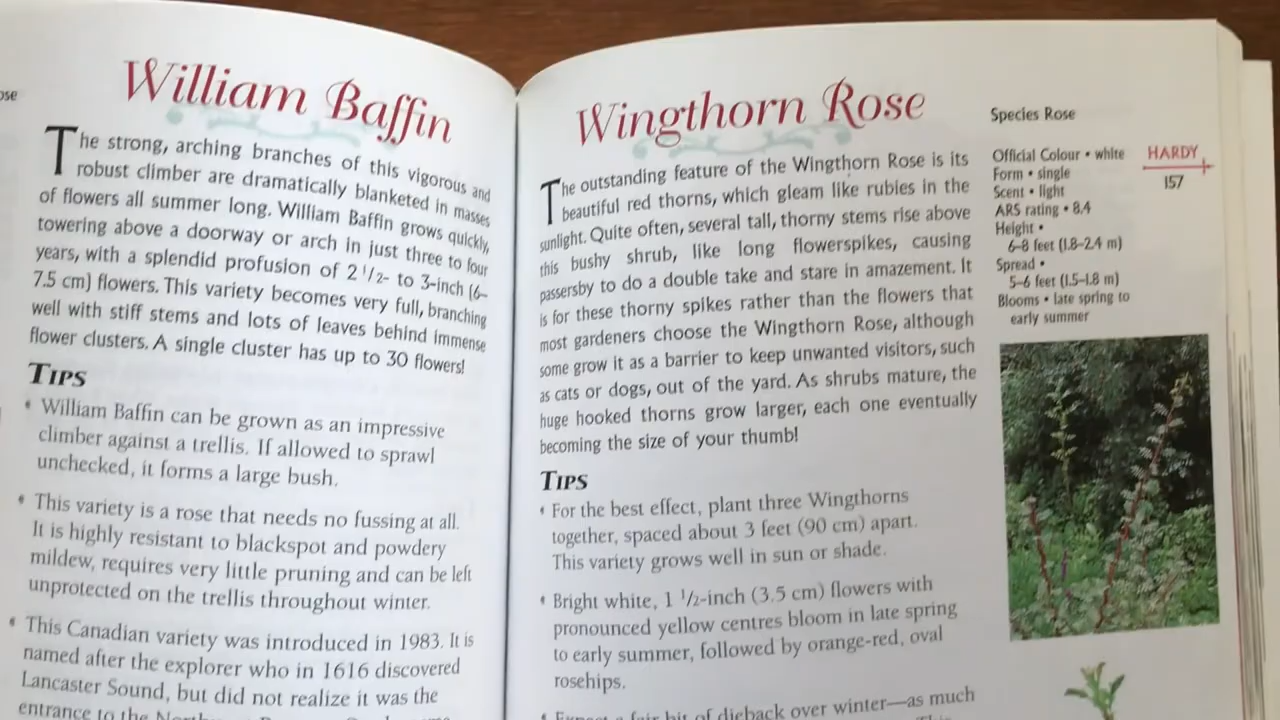 ose
William Baffin
The strong, arching branches of this vigorous and
robust climber are dramatically blanketed in masses
of flowers all summer long. William Baffin grows quickly,
towering above a doorway or arch in just three to four
years, with a splendid profusion of 2 1/2- to 3-inch (6–
7.5 cm) flowers. This variety becomes very full, branching
well with stiff stems and lots of leaves behind immense
flower clusters. A single cluster has up to 30 flowers!
TIPS
• William Baffin can be grown as an impressive
climber against a trellis. If allowed to sprawl
unchecked, it forms a large bush.
• This variety is a rose that needs no fussing at all.
It is highly resistant to blackspot and powdery
mildew, requires very little pruning and can be left
unprotected on the trellis throughout winter.
• This Canadian variety was introduced in 1983. It is
named after the explorer who in 1616 discovered
Lancaster Sound, but did not realize it was the
entrance to the
Wingthorn Rose
The outstanding feature of the Wingthorn Rose is its
beautiful red thorns, which gleam like rubies in the
sunlight. Quite often, several tall, thorny stems rise above
this bushy shrub, like long flowerspikes, causing
passersby to do a double take and stare in amazement. It
is for these thorny spikes rather than the flowers that
most gardeners choose the Wingthorn Rose, although
some grow it as a barrier to keep unwanted visitors, such
as cats or dogs, out of the yard. As shrubs mature, the
huge hooked thorns grow larger, each one eventually
becoming the size of your thumb!
TIPS
• For the best effect, plant three Wingthorns
together, spaced about 3 feet (90 cm) apart.
This variety grows well in sun or shade.
• Bright white, 1 1/2-inch (3.5 cm) flowers with
pronounced yellow centres bloom in late spring
to early summer, followed by orange-red, oval
rosehips.
• Expect a fair bit of dieback over winter—as much
Species Rose
Official Colour • white
Form • single
Scent • light
ARS rating • 8.4
Height •
6–8 feet (1.8–2.4 m)
Spread •
5–6 feet (1.5–1.8 m)
Blooms • late spring to
early summer
HARDY
157